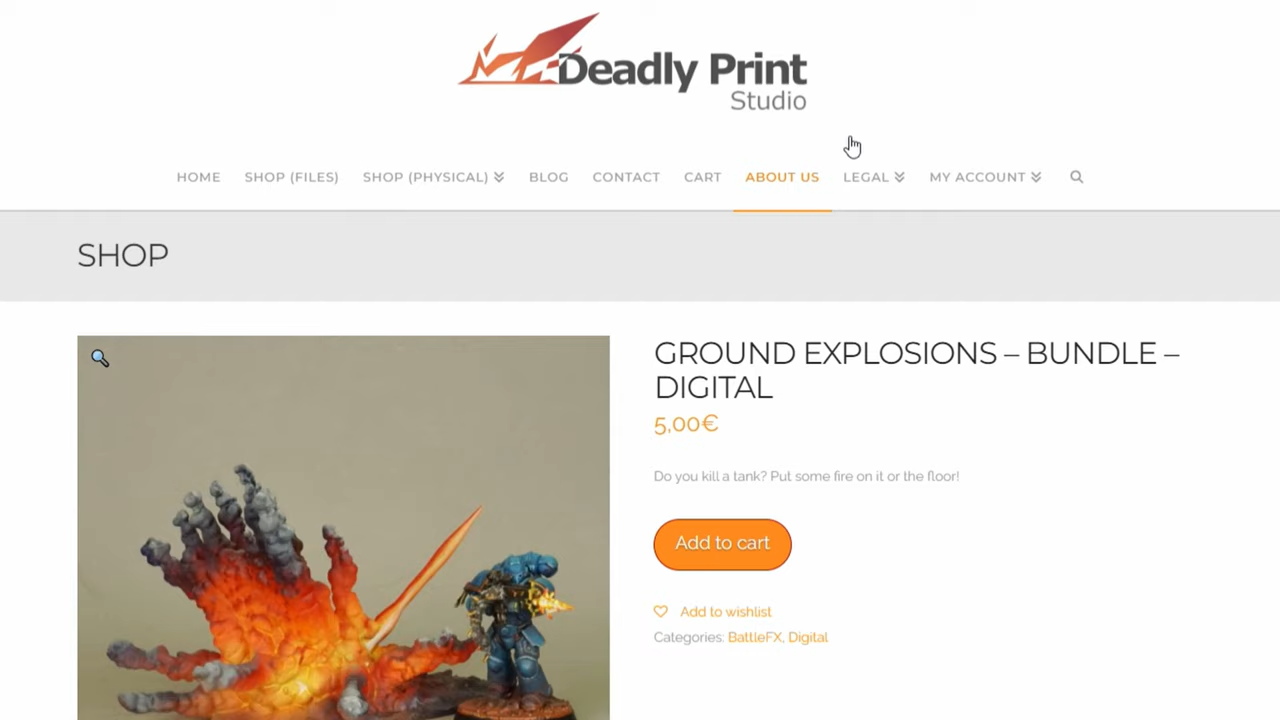 Deadly Print
Studio
HOME SHOP (FILES) SHOP (PHYSICAL) BLOG CONTACT CART ABOUT US LEGAL MY ACCOUNT
SHOP
GROUND EXPLOSIONS – BUNDLE –
DIGITAL
5,00€
Do you kill a tank? Put some fire on it or the floor!
Add to cart
Add to wishlist
Categories: BattleFX, Digital